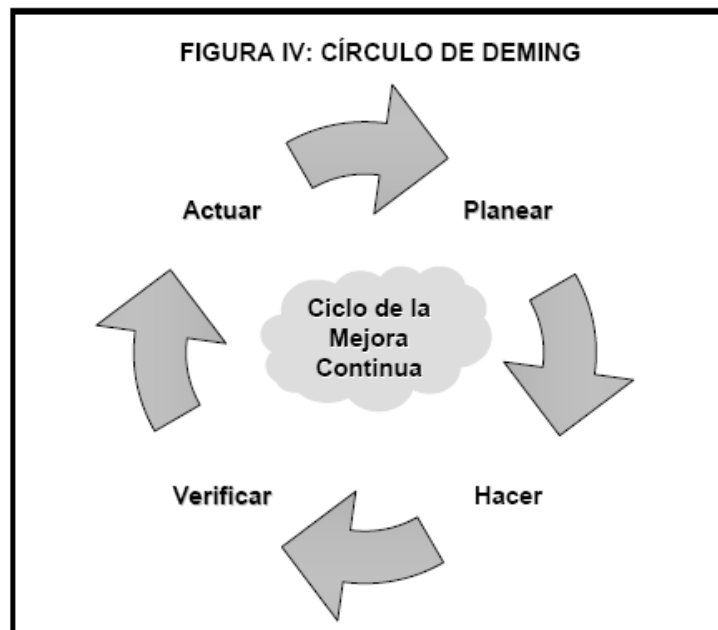 FIGURA IV: CÍRCULO DE DEMING
Actuar
Planear
Ciclo de la
Mejora
Continua
Verificar
Hacer